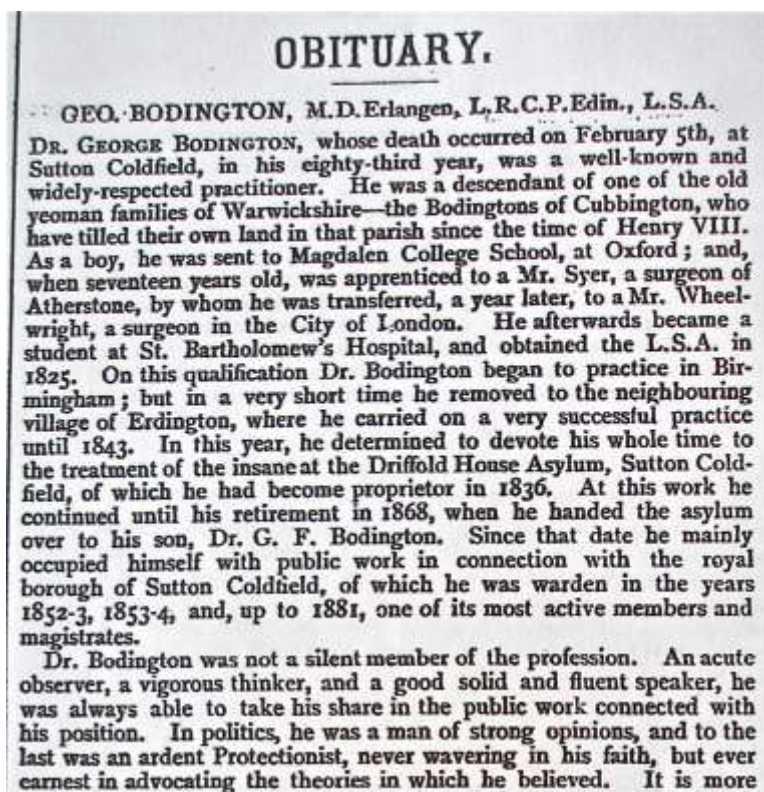 OBITUARY.
GEO. BODINGTON, M.D.Erlangen, L.R.C.P.Edin., L.S.A.
DR. GEORGE BODINGTON, whose death occurred on February 5th, at
Sutton Coldfield, in his eighty-third year, was a well-known and
widely-respected practitioner. He was a descendant of one of the old
yeoman families of Warwickshire—the Bodingtons of Cubbington, who
have tilled their own land in that parish since the time of Henry VIII.
As a boy, he was sent to Magdalen College School, at Oxford; and,
when seventeen years old, was apprenticed to a Mr. Syer, a surgeon of
Atherstone, by whom he was transferred, a year later, to a Mr. Wheel-
wright, a surgeon in the City of London. He afterwards became a
student at St. Bartholomew's Hospital, and obtained the L.S.A. in
1825. On this qualification Dr. Bodington began to practice in Bir-
mingham; but in a very short time he removed to the neighbouring
village of Erdington, where he carried on a very successful practice
until 1843. In this year, he determined to devote his whole time to
the treatment of the insane at the Driffold House Asylum, Sutton Cold-
field, of which he had become proprietor in 1836. At this work he
continued until his retirement in 1868, when he handed the asylum
over to his son, Dr. G. F. Bodington. Since that date he mainly
occupied himself with public work in connection with the royal
borough of Sutton Coldfield, of which he was warden in the years
1852-3, 1853-4, and, up to 1881, one of its most active members and
magistrates.
Dr. Bodington was not a silent member of the profession. An acute
observer, a vigorous thinker, and a good solid and fluent speaker, he
was always able to take his share in the public work connected with
his position. In politics, he was a man of strong opinions, and to the
last was an ardent Protectionist, never wavering in his faith, but ever
earnest in advocating the theories in which he believed. It is more